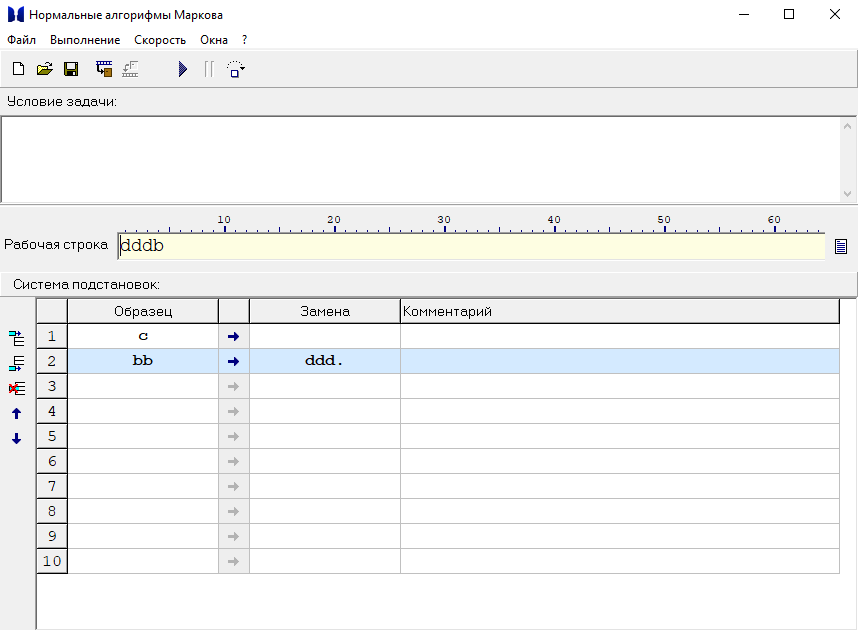 Нормальные алгорифмы Маркова
Файл Выполнение Скорость Окна ?
Условие задачи:
10 20 30 40 50 60
Рабочая строка dddb
Система подстановок:
Образец Замена Комментарий
1 c
2 bb ddd.
3
4
5
6
7
8
9
10